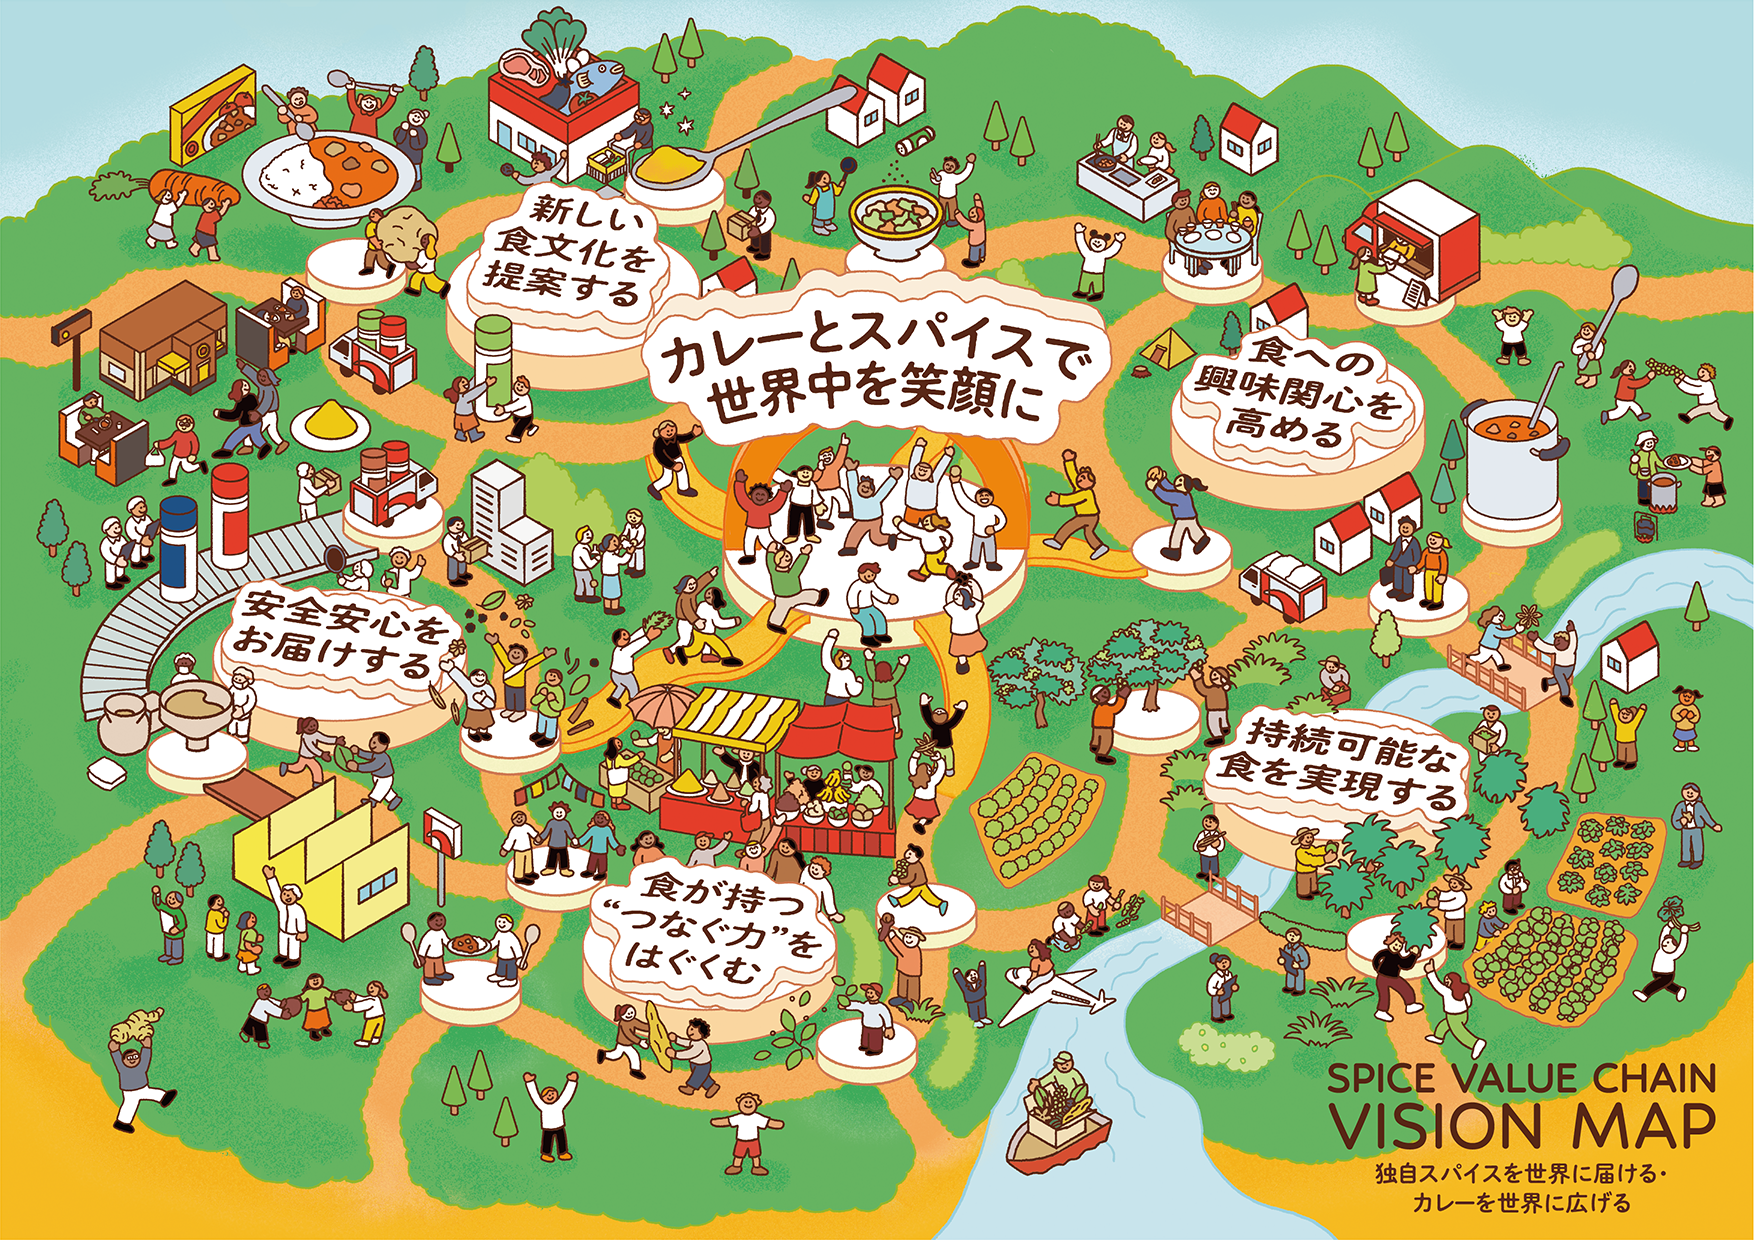 新しい
食文化を
提案する
カレーとスパイスで
世界中を笑顔に
食への
興味関心を
高める
安全安心を
お届けする
持続可能な
食を実現する
食が持つ
“つなぐ力”を
はぐくむ
SPICE VALUE CHAIN
VISION MAP
独自スパイスを世界に届ける・
カレーを世界に広げる